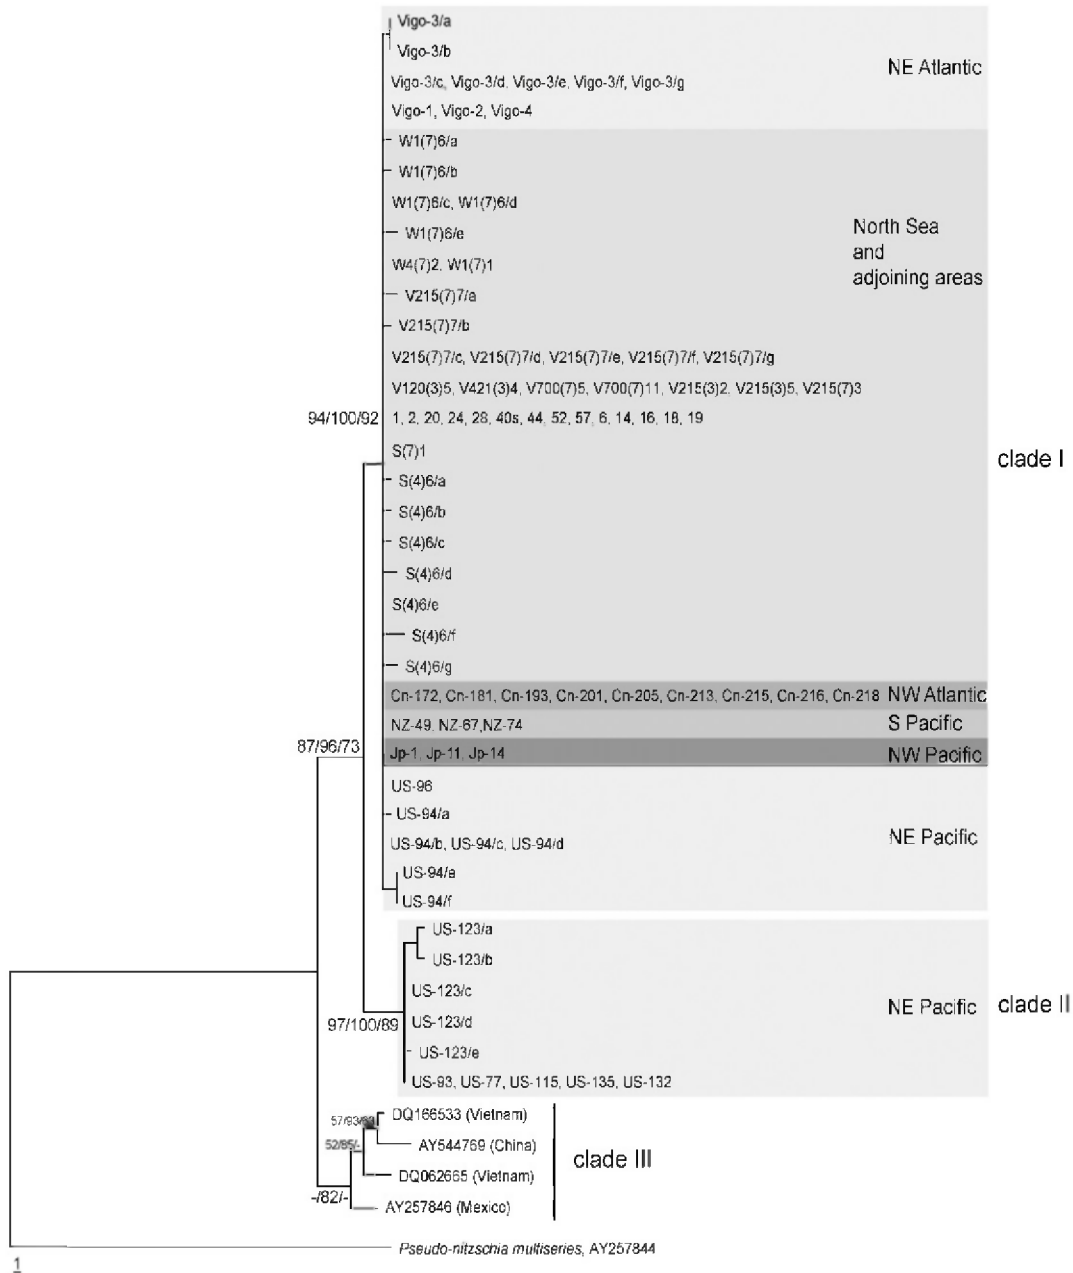 Vigo-3/a
Vigo-3/b
NE Atlantic
Vigo-3/c, Vigo-3/d, Vigo-3/e, Vigo-3/f, Vigo-3/g
Vigo-1, Vigo-2, Vigo-4
W1(7)6/a
W1(7)6/b
W1(7)6/c, W1(7)6/d
North Sea
and
adjoining areas
W1(7)6/e
W4(7)2, W1(7)1
V215(7)7/a
V215(7)7/b
V215(7)7/c, V215(7)7/d, V215(7)7/e, V215(7)7/f, V215(7)7/g
V120(3)5, V421(3)4, V700(7)5, V700(7)11, V215(3)2, V215(3)5, V215(7)3
94/100/92
1, 2, 20, 24, 28, 40s, 44, 52, 57, 6, 14, 16, 18, 19
S(7)1
clade I
S(4)6/a
S(4)6/b
S(4)6/c
S(4)6/d
S(4)6/e
S(4)6/f
S(4)6/g
Cn-172, Cn-181, Cn-193, Cn-201, Cn-205, Cn-213, Cn-215, Cn-216, Cn-218 NW Atlantic
NZ-49, NZ-67,NZ-74 S Pacific
87/96/73
Jp-1, Jp-11, Jp-14 NW Pacific
US-96
US-94/a
NE Pacific
US-94/b, US-94/c, US-94/d
US-94/e
US-94/f
US-123/a
US-123/b
US-123/c
NE Pacific clade II
97/100/89
US-123/d
US-123/e
US-93, US-77, US-115, US-135, US-132
DQ166533 (Vietnam)
57/93/
52/85/-
AY544769 (China)
clade III
DQ062665 (Vietnam)
-/82/-
AY257846 (Mexico)
Pseudo-nitzschia multiseries, AY257844
1